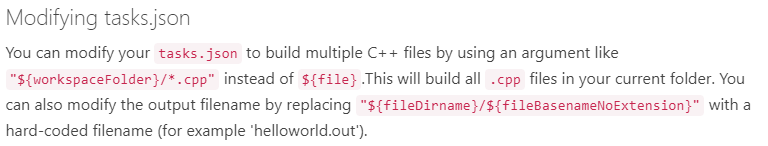 Modifying tasks.json
You can modify your tasks.json to build multiple C++ files by using an argument like
"${workspaceFolder}/*.cpp" instead of ${file}.This will build all .cpp files in your current folder. You
can also modify the output filename by replacing "${fileDirname}/${fileBasenameNoExtension}" with a
hard-coded filename (for example 'helloworld.out').